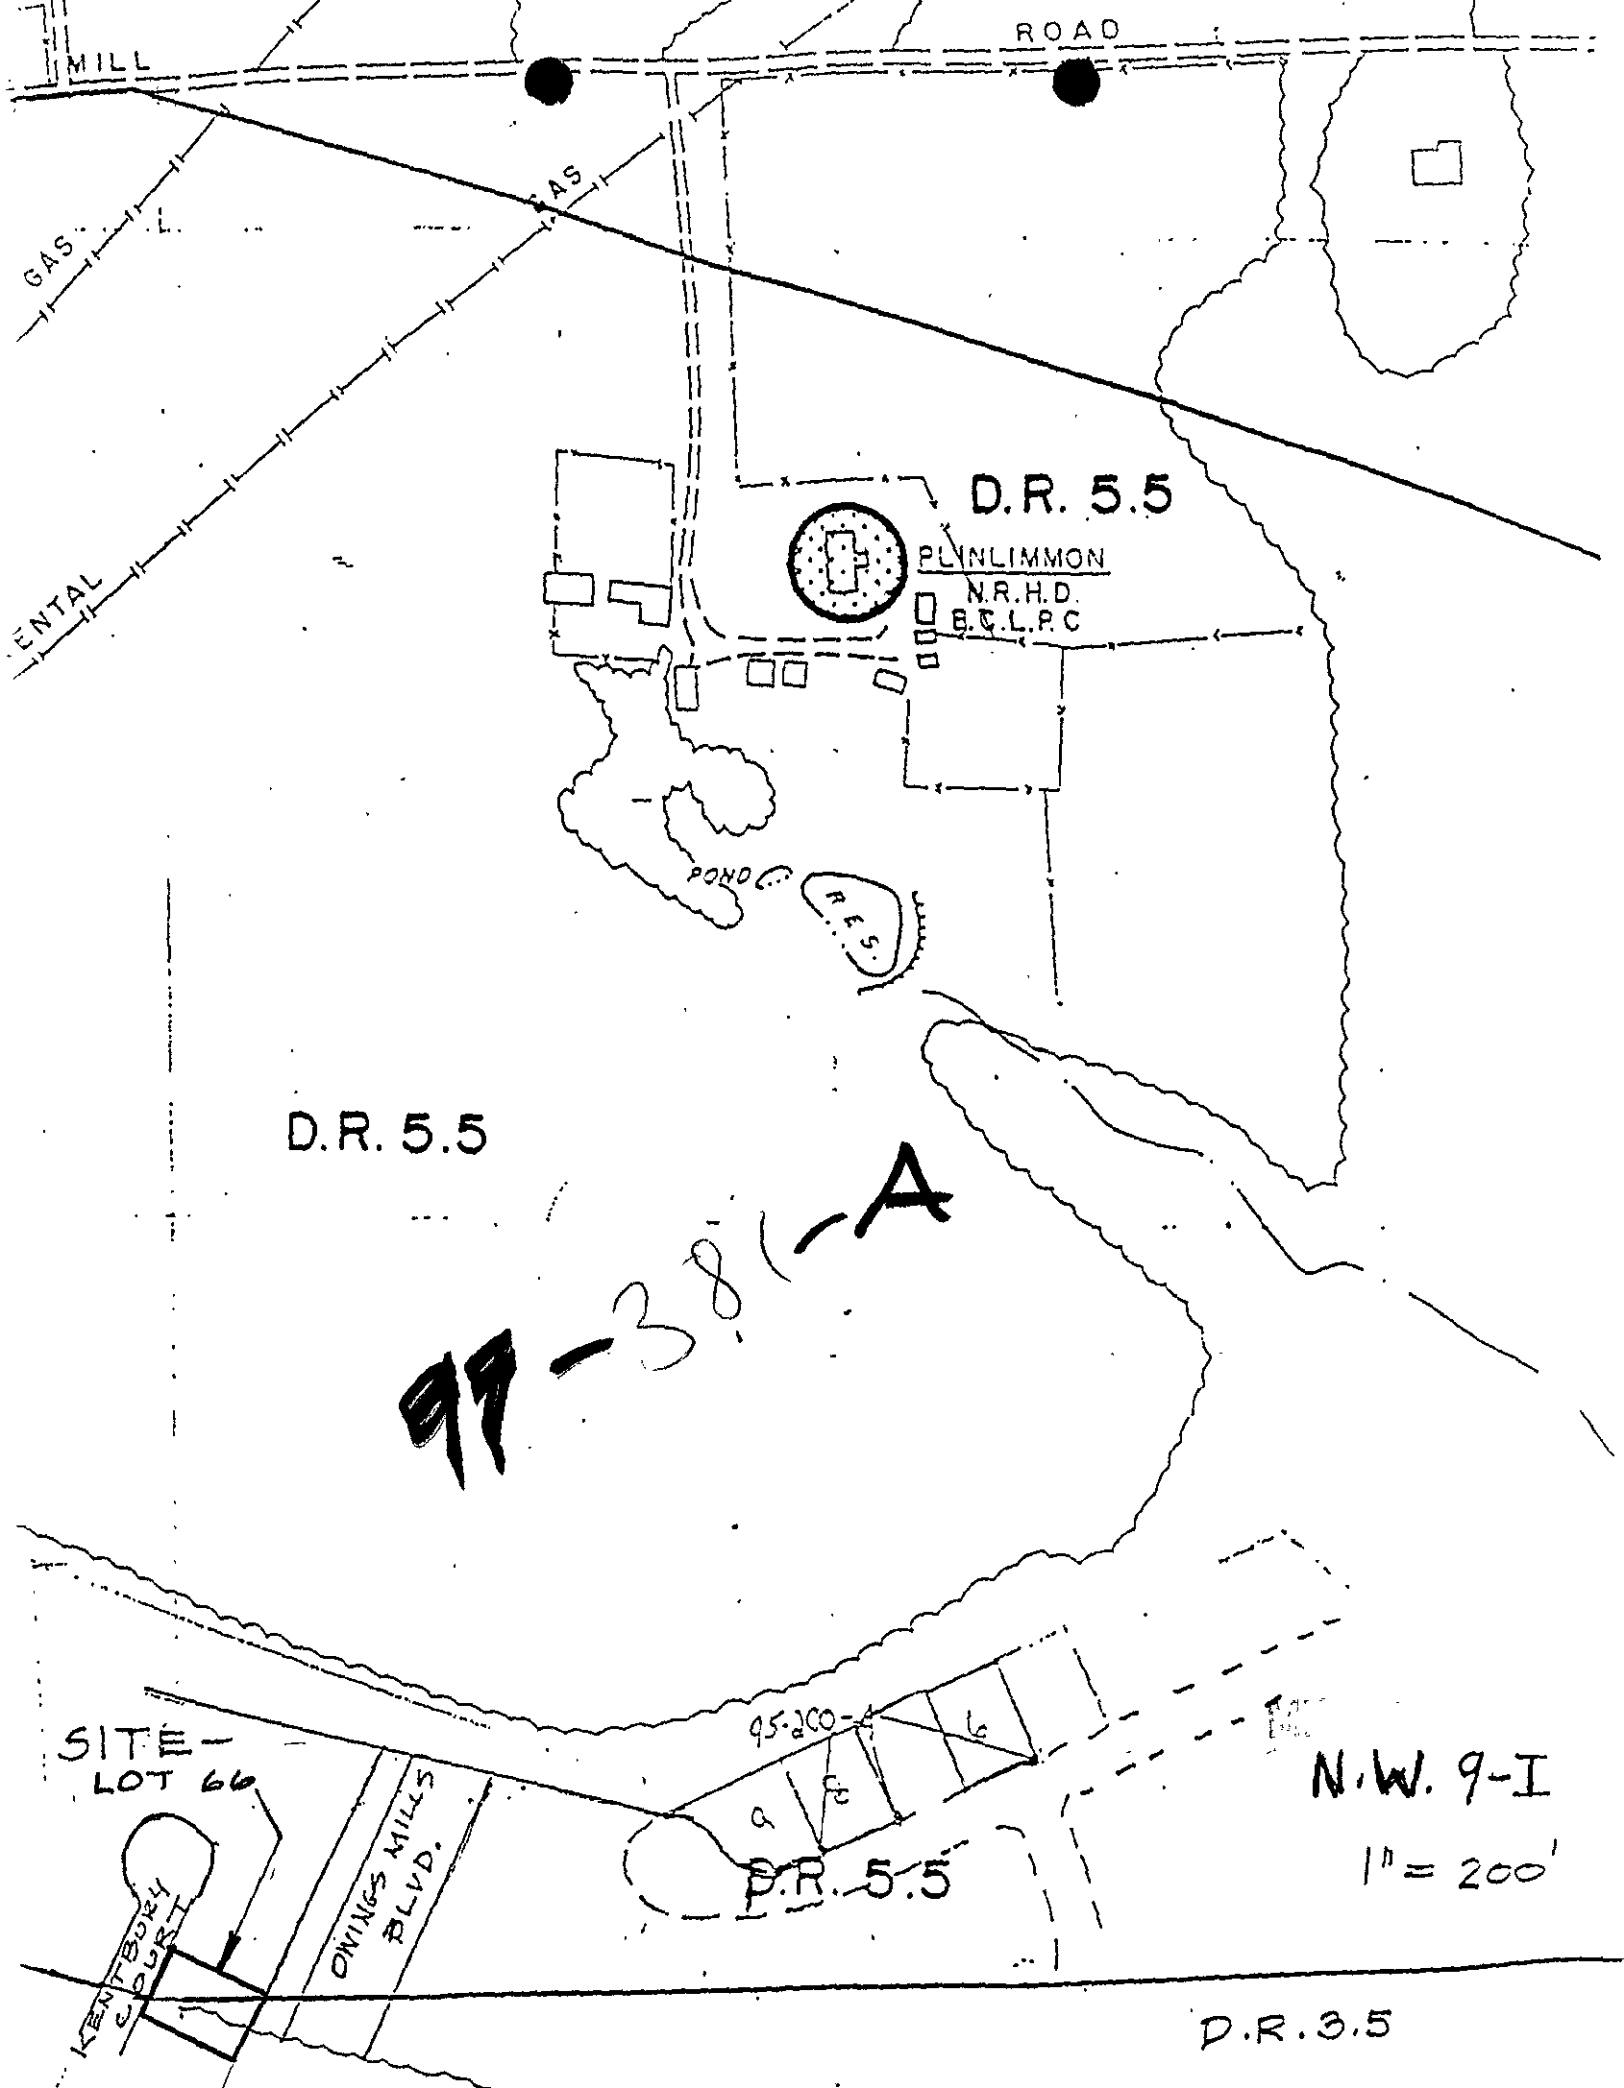 MILL
ROAD
GAS
GAS
ENTAL
D.R. 5.5
PLINLIMMON
N.R.H.D.
B.C.L.P.C
POND
RES.
D.R. 5.5
97-381-A
95-200-A
SITE-
LOT 66
OWINGS MILLS
BLVD.
KENTBURY
COURT
D.R. 5.5
N.W. 9-I
1" = 200'
D.R. 3.5